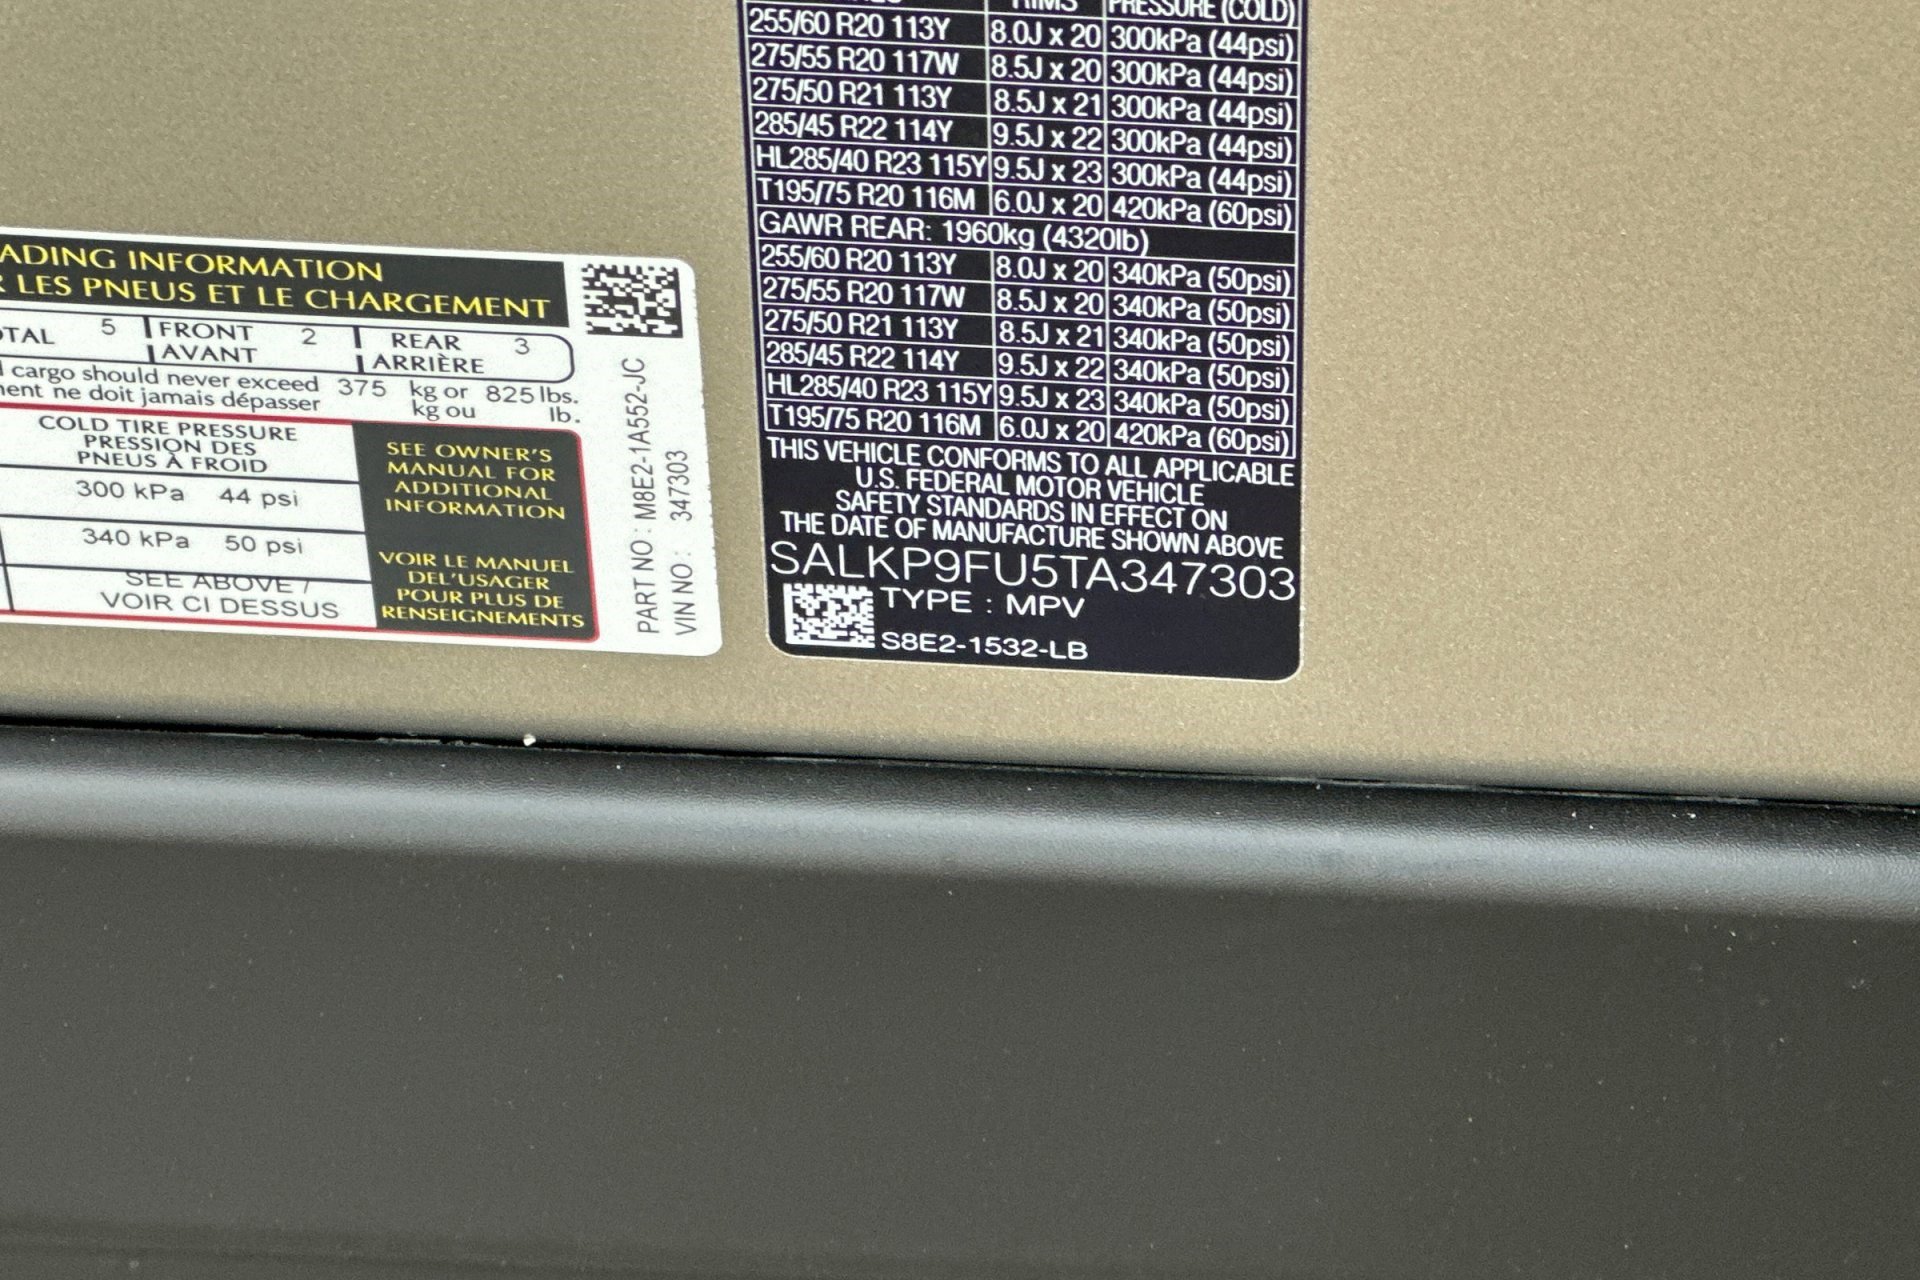 ADING INFORMATION
R LES PNEUS ET LE CHARGEMENT
OTAL 5 FRONT 2 REAR 3
AVANT ARRIÈRE
cargo should never exceed 375 kg or 825 lbs.
ment ne doit jamais dépasser kg ou lb.
COLD TIRE PRESSURE
PRESSION DES
PNEUS À FROID
300 kPa 44 psi
340 kPa 50 psi
SEE ABOVE /
VOIR CI DESSUS
SEE OWNER'S
MANUAL FOR
ADDITIONAL
INFORMATION
VOIR LE MANUEL
DEL'USAGER
POUR PLUS DE
RENSEIGNEMENTS
PART NO : M8E2-1A552-JC
VIN NO : 347303
RIMS PRESSURE (COLD)
255/60 R20 113Y 8.0J x 20 300kPa (44psi)
275/55 R20 117W 8.5J x 20 300kPa (44psi)
275/50 R21 113Y 8.5J x 21 300kPa (44psi)
285/45 R22 114Y 9.5J x 22 300kPa (44psi)
HL285/40 R23 115Y 9.5J x 23 300kPa (44psi)
T195/75 R20 116M 6.0J x 20 420kPa (60psi)
GAWR REAR: 1960kg (4320lb)
255/60 R20 113Y 8.0J x 20 340kPa (50psi)
275/55 R20 117W 8.5J x 20 340kPa (50psi)
275/50 R21 113Y 8.5J x 21 340kPa (50psi)
285/45 R22 114Y 9.5J x 22 340kPa (50psi)
HL285/40 R23 115Y 9.5J x 23 340kPa (50psi)
T195/75 R20 116M 6.0J x 20 420kPa (60psi)
THIS VEHICLE CONFORMS TO ALL APPLICABLE
U.S. FEDERAL MOTOR VEHICLE
SAFETY STANDARDS IN EFFECT ON
THE DATE OF MANUFACTURE SHOWN ABOVE
SALKP9FU5TA347303
TYPE : MPV
S8E2-1532-LB